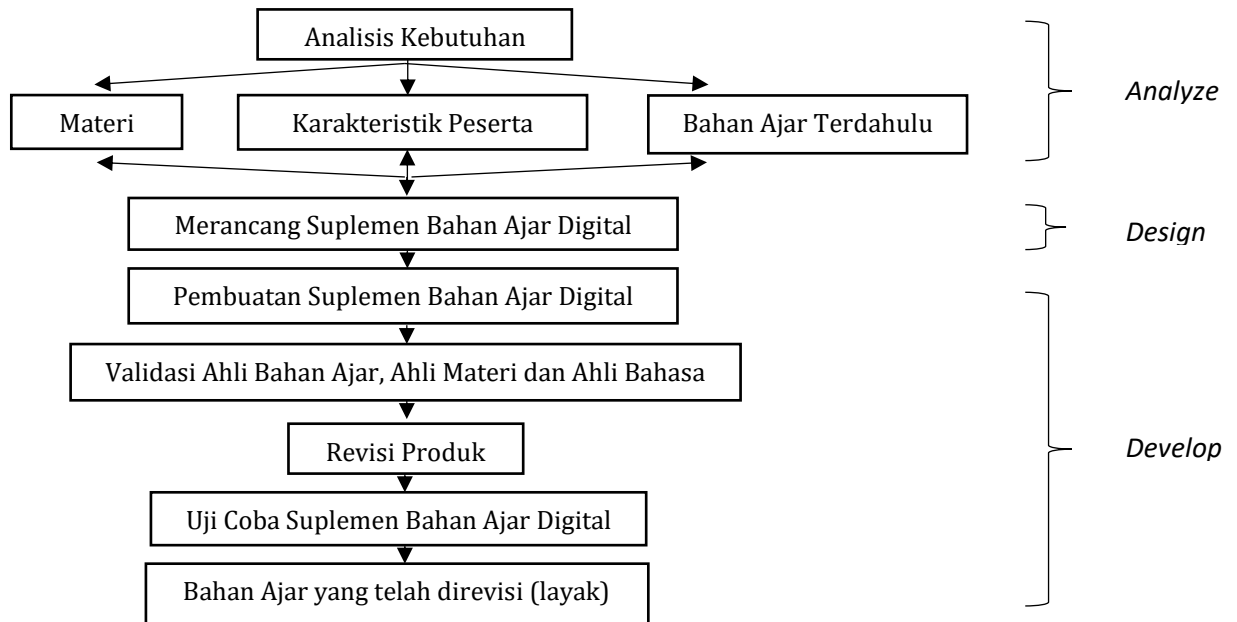 Analisis Kebutuhan
Analyze
Materi
Karakteristik Peserta
Bahan Ajar Terdahulu
Merancang Suplemen Bahan Ajar Digital
Design
Pembuatan Suplemen Bahan Ajar Digital
Validasi Ahli Bahan Ajar, Ahli Materi dan Ahli Bahasa
Revisi Produk
Develop
Uji Coba Suplemen Bahan Ajar Digital
Bahan Ajar yang telah direvisi (layak)